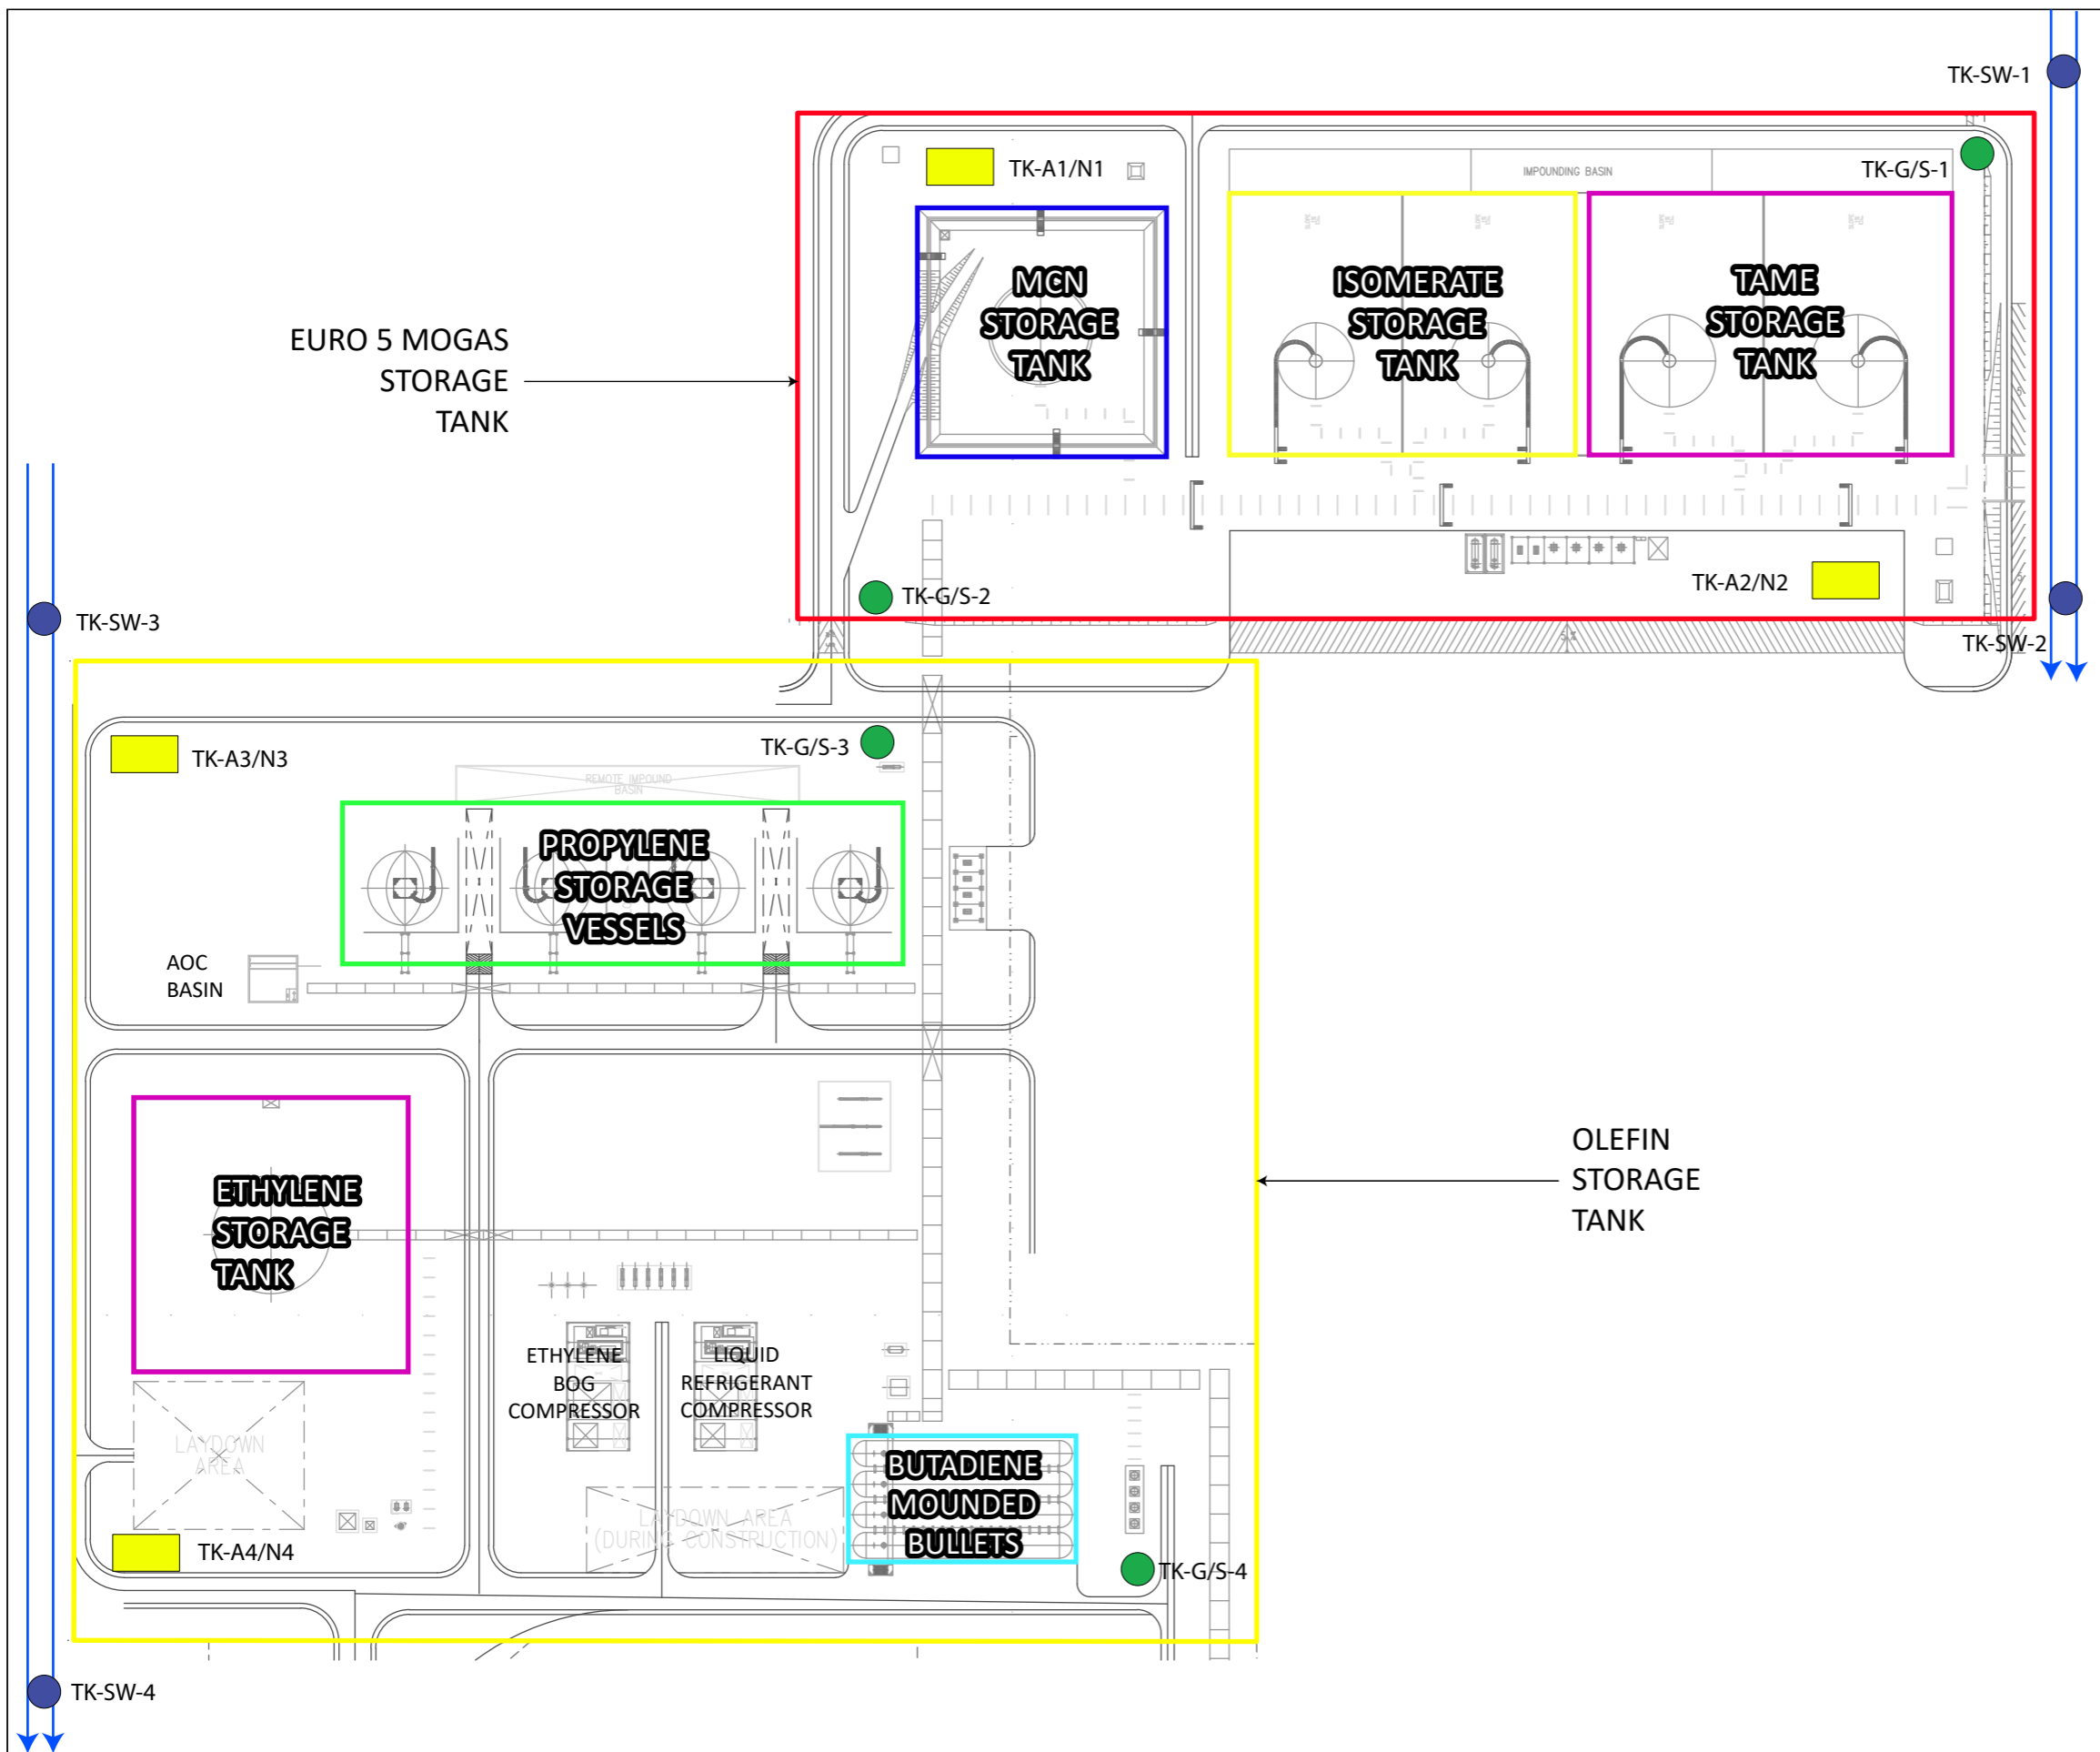 TK-SW-1
TK-A1/N1
IMPOUNDING BASIN
TK-G/S-1
MCN
STORAGE
TANK
ISOMERATE
STORAGE
TANK
TAME
STORAGE
TANK
EURO 5 MOGAS
STORAGE
TANK
TK-A2/N2
TK-G/S-2
TK-SW-2
TK-SW-3
TK-A3/N3
TK-G/S-3
REMOTE IMPOUND
BASIN
PROPYLENE
STORAGE
VESSELS
AOC
BASIN
ETHYLENE
STORAGE
TANK
OLEFIN
STORAGE
TANK
ETHYLENE
BOG
COMPRESSOR
LIQUID
REFRIGERANT
COMPRESSOR
LAYDOWN
AREA
BUTADIENE
MOUNDED
BULLETS
LAYDOWN AREA
(DURING CONSTRUCTION)
TK-A4/N4
TK-G/S-4
TK-SW-4